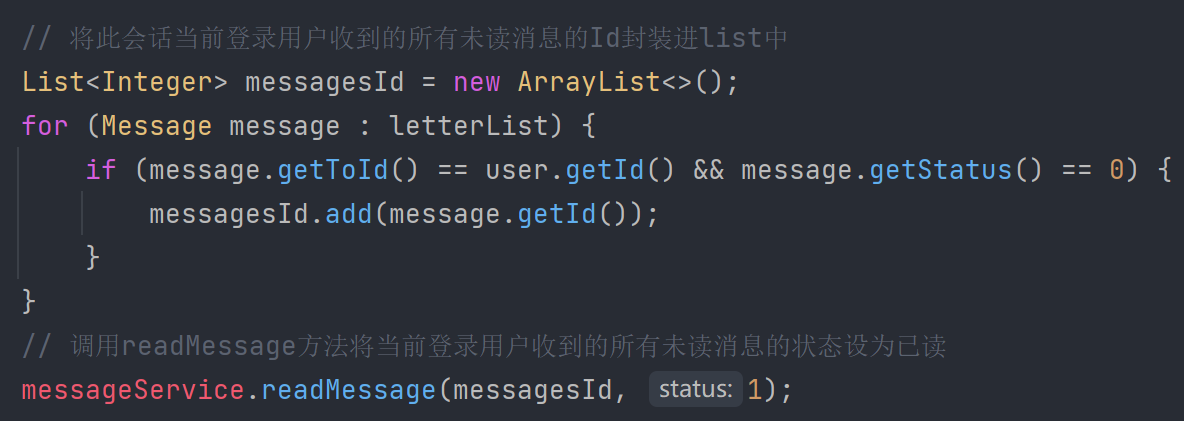 // 将此会话当前登录用户收到的所有未读消息的Id封装进list中
List<Integer> messagesId = new ArrayList<>();
for (Message message : letterList) {
    if (message.getToId() == user.getId() && message.getStatus() == 0) {
        messagesId.add(message.getId());
    }
}
// 调用readMessage方法将当前登录用户收到的所有未读消息的状态设为已读
messageService.readMessage(messagesId, status: 1);